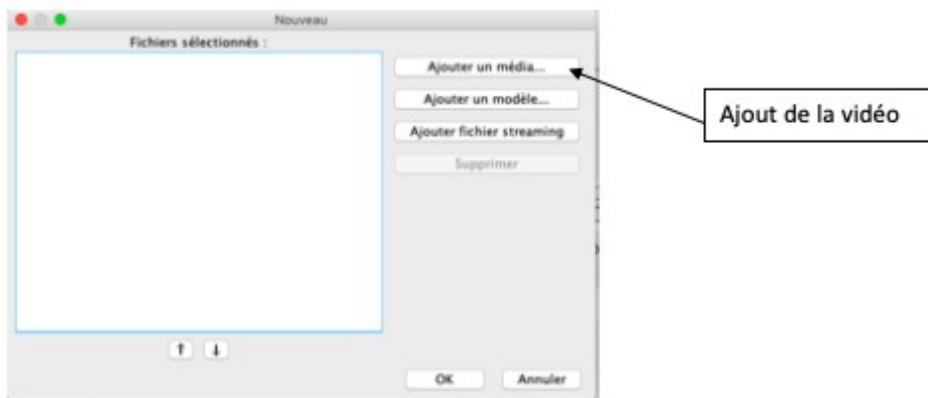 Nouveau
Fichiers sélectionnés :
Ajouter un média...
Ajouter un modèle...
Ajouter fichier streaming
Supprimer
Ajout de la vidéo
OK
Annuler